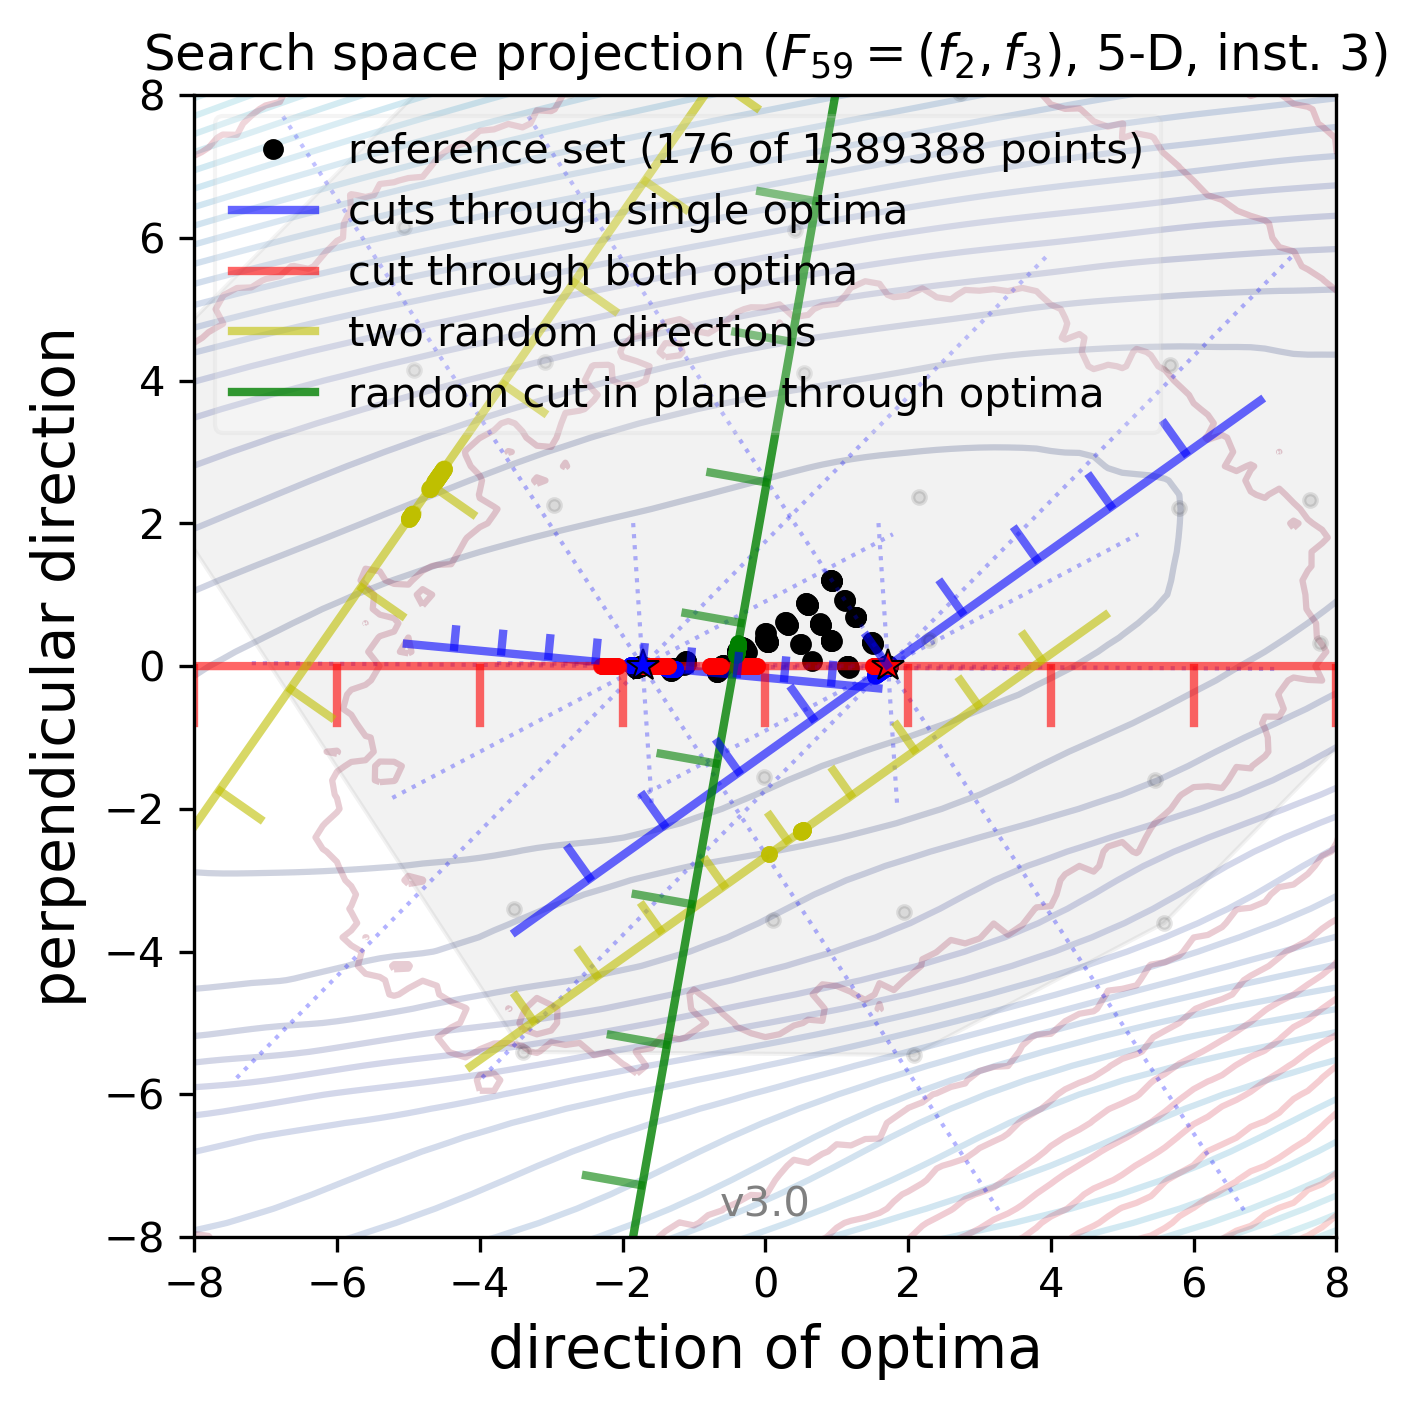 Search space projection (F₅₉ = (f₂, f₃), 5-D, inst. 3)
8
reference set (176 of 1389388 points)
cuts through single optima
6
cut through both optima
two random directions
4
random cut in plane through optima
2
0
−2
−4
−6
v3.0
−8
−8 −6 −4 −2 0 2 4 6 8
perpendicular direction
direction of optima